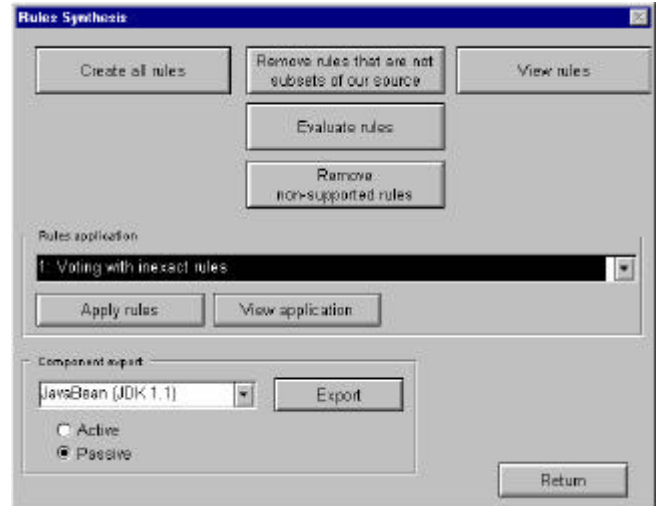 Rules Synthesis
Create all rules
Remove rules that are not
subsets of our source
View rules
Evaluate rules
Remove
non-supported rules
Rules application
1: Voting with inexact rules
Apply rules
View application
Component export
JavaBean (JDK 1.1)
Export
Active
Passive
Return